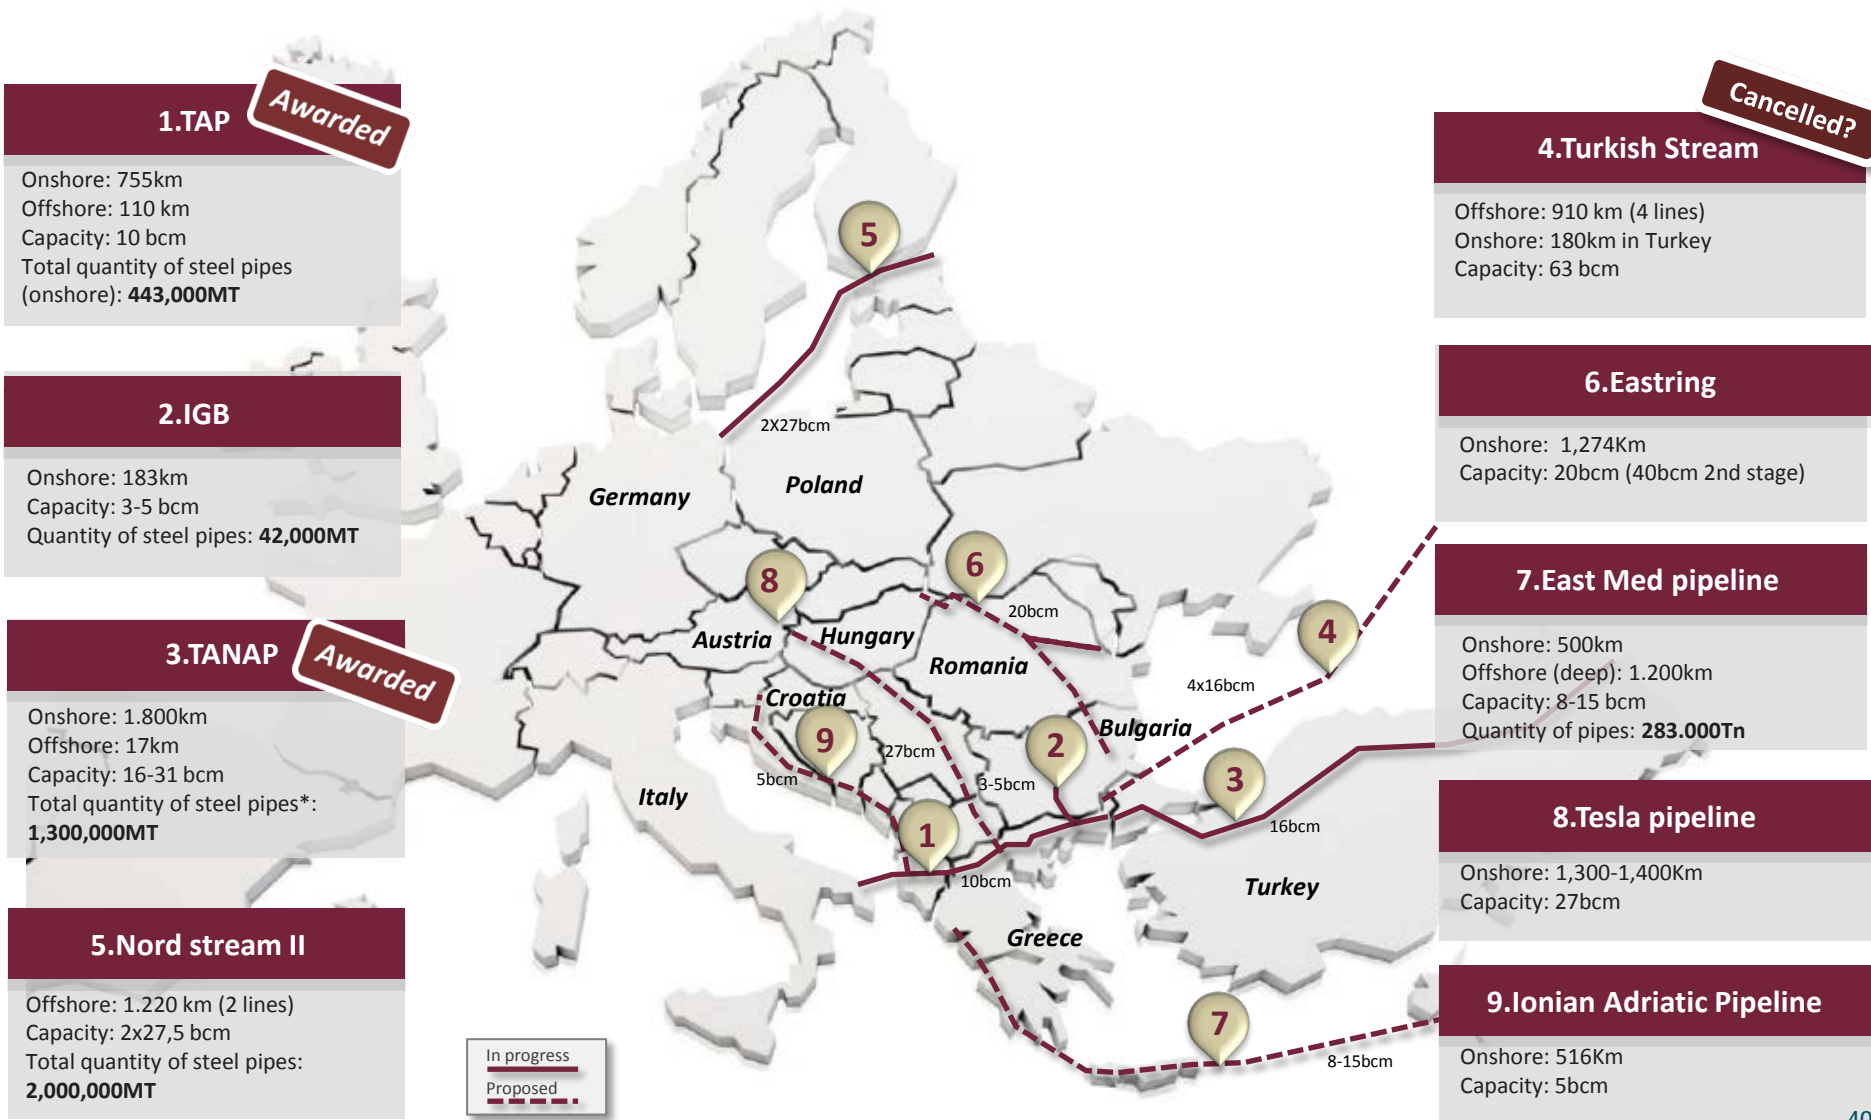 1.TAP
Awarded
Onshore: 755km
Offshore: 110 km
Capacity: 10 bcm
Total quantity of steel pipes
(onshore): 443,000MT
2.IGB
Onshore: 183km
Capacity: 3-5 bcm
Quantity of steel pipes: 42,000MT
3.TANAP
Awarded
Onshore: 1.800km
Offshore: 17km
Capacity: 16-31 bcm
Total quantity of steel pipes*:
1,300,000MT
5.Nord stream II
Offshore: 1.220 km (2 lines)
Capacity: 2x27,5 bcm
Total quantity of steel pipes:
2,000,000MT
5
2X27bcm
Poland
Germany
8
6
20bcm
Austria
Hungary
Romania
4
4x16bcm
Croatia
Bulgaria
9
27bcm
2
5bcm
3-5bcm
3
Italy
16bcm
1
10bcm
Turkey
Greece
7
8-15bcm
In progress
Proposed
Cancelled?
4.Turkish Stream
Offshore: 910 km (4 lines)
Onshore: 180km in Turkey
Capacity: 63 bcm
6.Eastring
Onshore: 1,274Km
Capacity: 20bcm (40bcm 2nd stage)
7.East Med pipeline
Onshore: 500km
Offshore (deep): 1.200km
Capacity: 8-15 bcm
Quantity of pipes: 283.000Tn
8.Tesla pipeline
Onshore: 1,300-1,400Km
Capacity: 27bcm
9.Ionian Adriatic Pipeline
Onshore: 516Km
Capacity: 5bcm
40